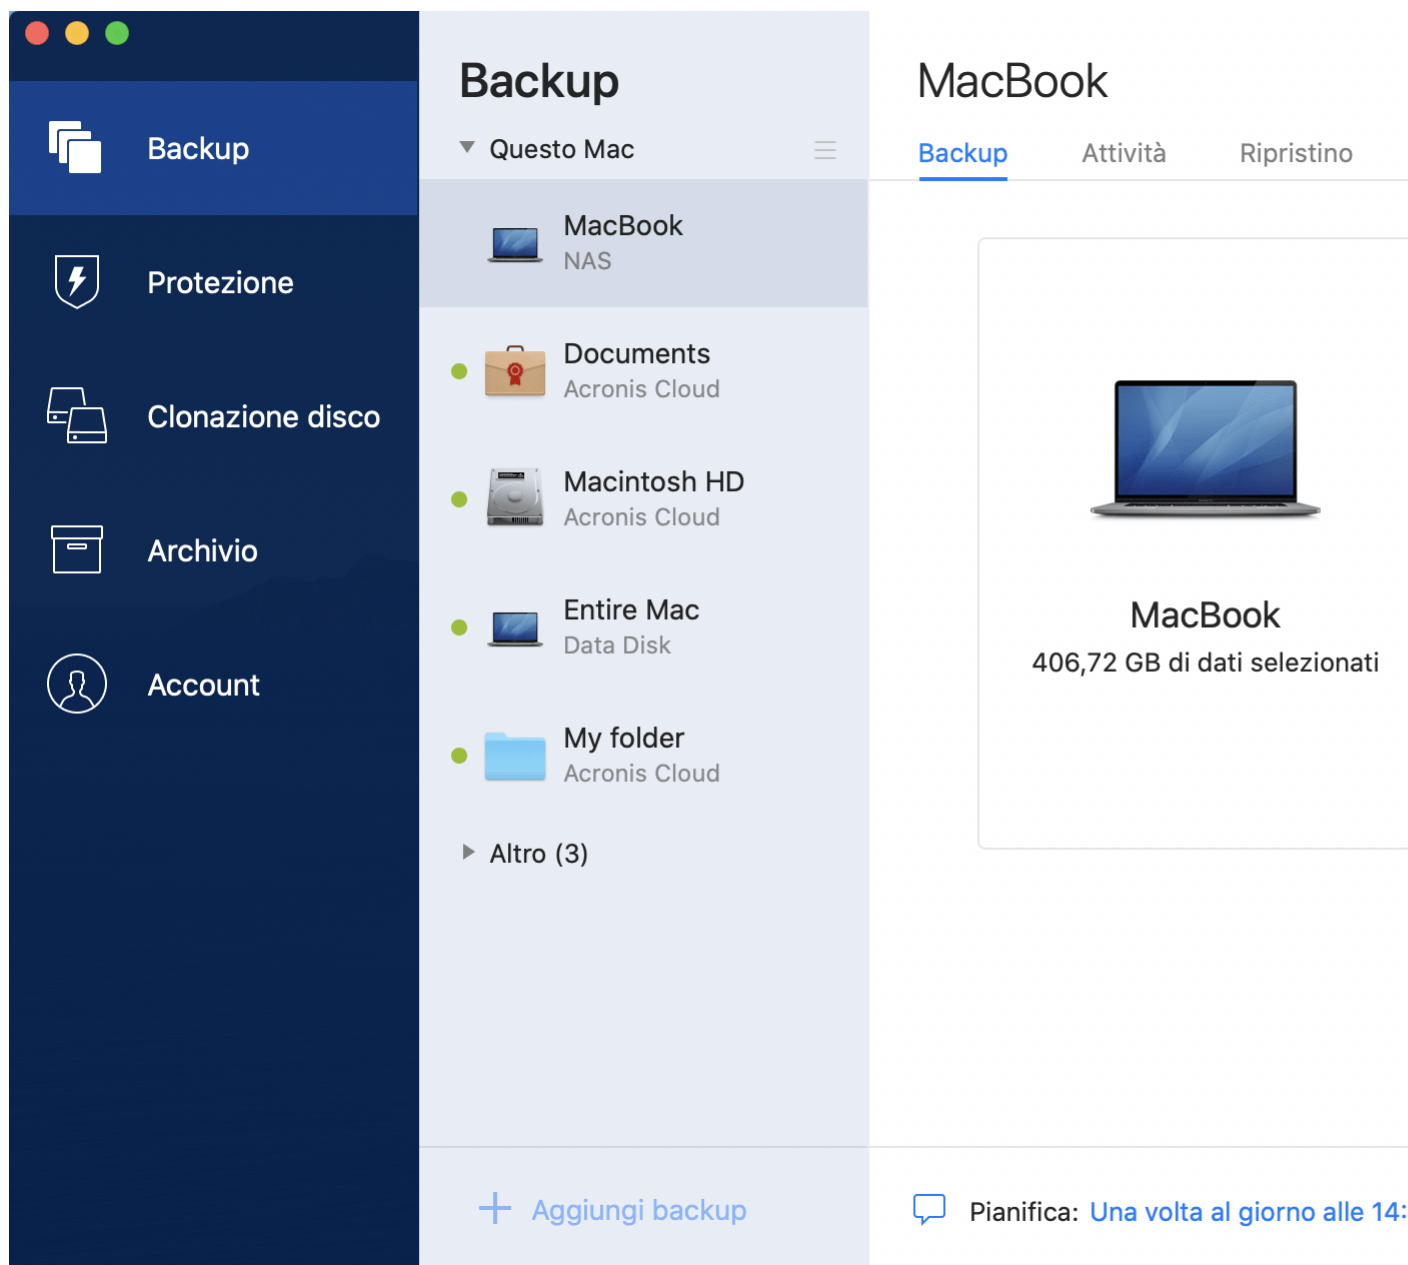 Backup
Protezione
Clonazione disco
Archivio
Account
Backup
Questo Mac
MacBook
NAS
Documents
Acronis Cloud
Macintosh HD
Acronis Cloud
Entire Mac
Data Disk
My folder
Acronis Cloud
Altro (3)
Aggiungi backup
MacBook
Backup Attività Ripristino
MacBook
406,72 GB di dati selezionati
Pianifica: Una volta al giorno alle 14: